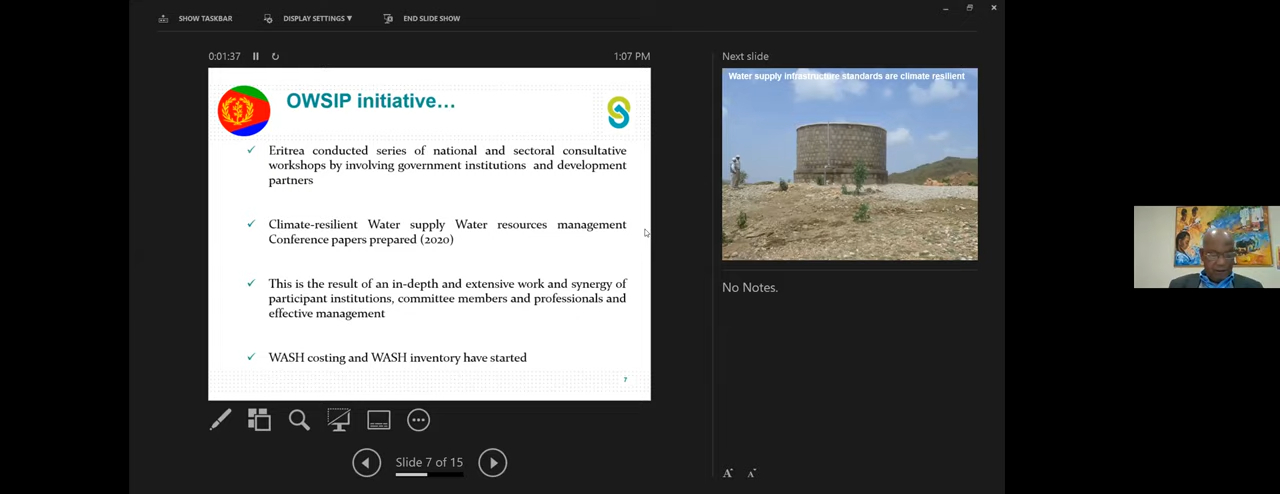 SHOW TASKBAR DISPLAY SETTINGS ▼ END SLIDE SHOW
0:01:37 1:07 PM
OWSIP initiative…
✓ Eritrea conducted series of national and sectoral consultative
workshops by involving government institutions and development
partners
✓ Climate-resilient Water supply Water resources management
Conference papers prepared (2020)
✓ This is the result of an in-depth and extensive work and synergy of
participant institutions, committee members and professionals and
effective management
✓ WASH costing and WASH inventory have started
7
Slide 7 of 15
Next slide
Water supply infrastructure standards are climate resilient
No Notes.
A A